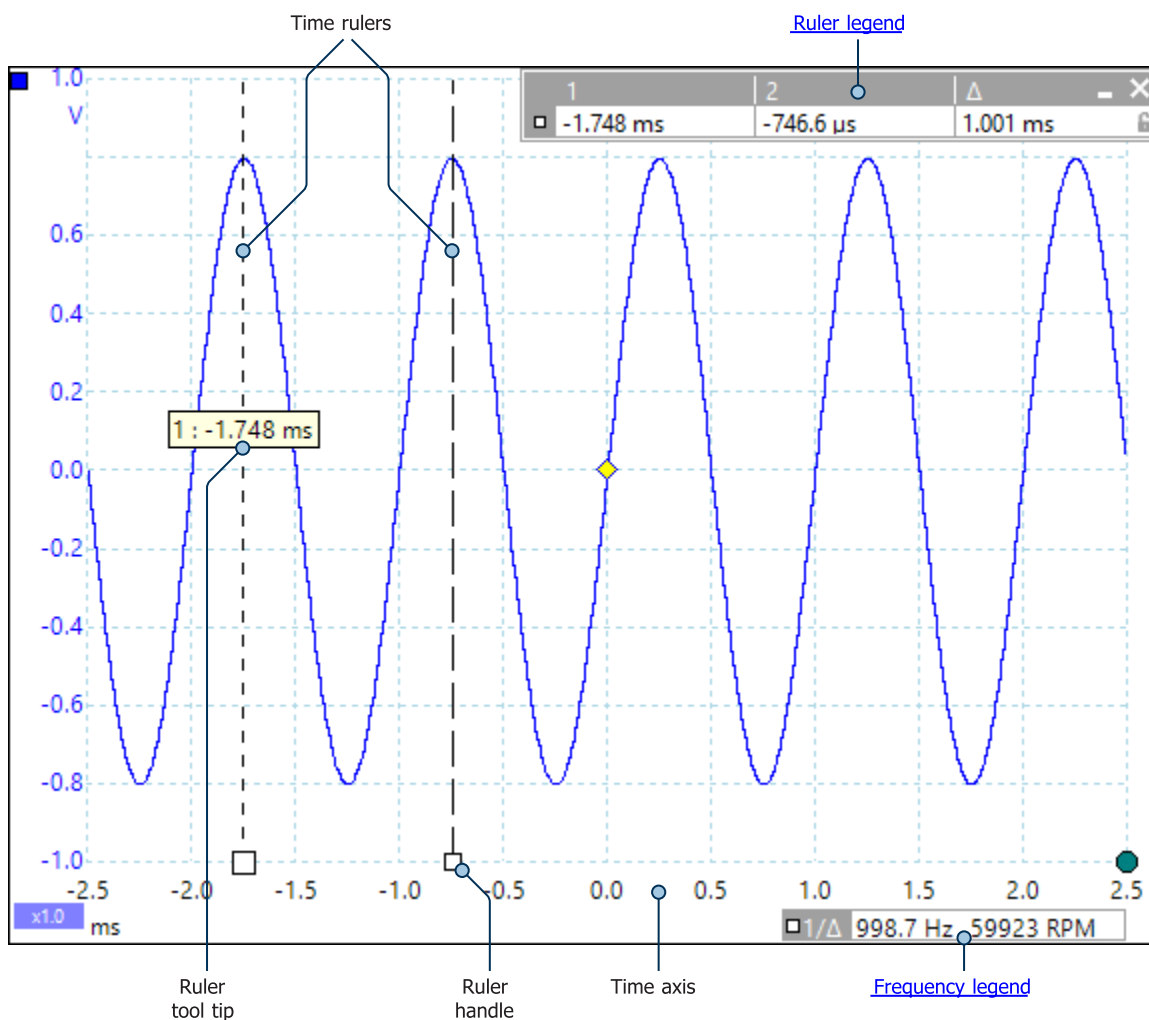 Time rulers
Ruler legend
1.0
V
1 2 Δ
-1.748 ms -746.6 µs 1.001 ms
0.6
0.4
0.2
1 : -1.748 ms
0.0
-0.2
-0.4
-0.6
-0.8
-1.0
-2.5 -2.0 -1.5 -1.0 -0.5 0.0 0.5 1.0 1.5 2.0 2.5
x1.0
ms
1/Δ 998.7 Hz 59923 RPM
Ruler
tool tip
Ruler
handle
Time axis
Frequency legend